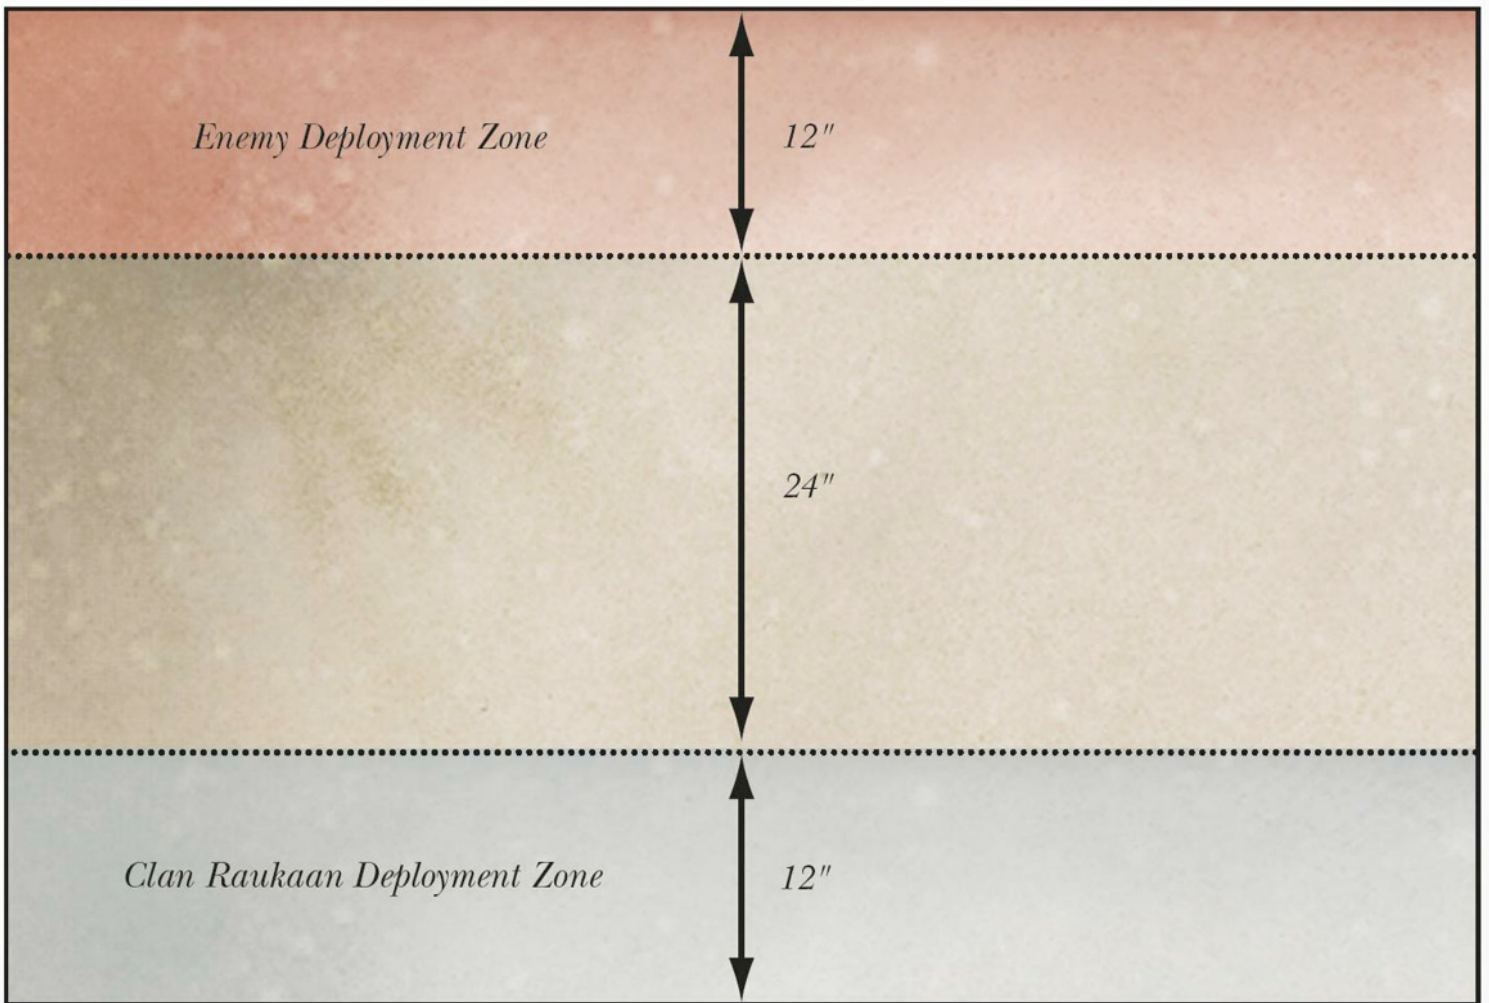 Enemy Deployment Zone
12"
24"
Clan Raukaan Deployment Zone
12"